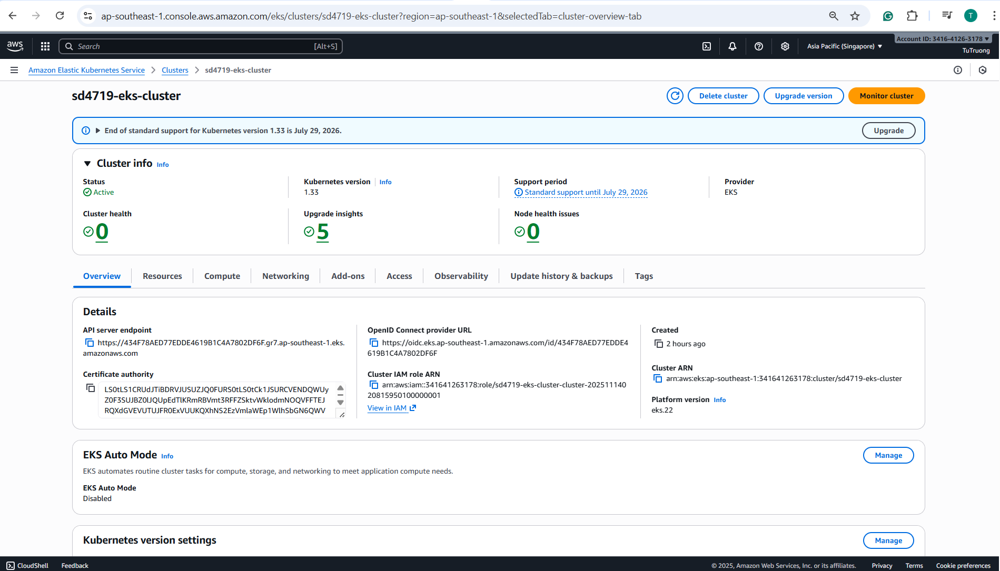 ap-southeast-1.console.aws.amazon.com/eks/clusters/sd4719-eks-cluster?region=ap-southeast-1&selectedTab=cluster-overview-tab
T
aws
Search
[Alt+S]
Asia Pacific (Singapore)
Account ID: 3416-4126-3178
TuTruong
Amazon Elastic Kubernetes Service
Clusters
sd4719-eks-cluster
sd4719-eks-cluster
Delete cluster
Upgrade version
Monitor cluster
End of standard support for Kubernetes version 1.33 is July 29, 2026.
Upgrade
Cluster info Info
Status
Active
Kubernetes version Info
1.33
Support period
Standard support until July 29, 2026
Provider
EKS
Cluster health
0
Upgrade insights
5
Node health issues
0
Overview
Resources
Compute
Networking
Add-ons
Access
Observability
Update history & backups
Tags
Details
API server endpoint
https://434F78AED77EDDE4619B1C4A7802DF6F.gr7.ap-southeast-1.eks.
amazonaws.com
Certificate authority
LS0tLS1CRUdJTiBDRVJUSUZJQ0FURS0tLS0tCk1JSURCVENDQWUy
Z0F3SUJBZ0lJQUpEdTlKRmRBVmt3RFFZSktvWklodmNOQVFFTEJ
RQXdGVEVUTUJFR0ExVUUKQXhNS2EzVmlaWEp1WlhSbGN6QWV
OpenID Connect provider URL
https://oidc.eks.ap-southeast-1.amazonaws.com/id/434F78AED77EDDE4
619B1C4A7802DF6F
Cluster IAM role ARN
arn:aws:iam::341641263178:role/sd4719-eks-cluster-cluster-202511140
20815950100000001
View in IAM
Created
2 hours ago
Cluster ARN
arn:aws:eks:ap-southeast-1:341641263178:cluster/sd4719-eks-cluster
Platform version Info
eks.22
EKS Auto Mode Info
Manage
EKS automates routine cluster tasks for compute, storage, and networking to meet application compute needs.
EKS Auto Mode
Disabled
Kubernetes version settings
Manage
CloudShell
Feedback
© 2025, Amazon Web Services, Inc. or its affiliates.
Privacy
Terms
Cookie preferences